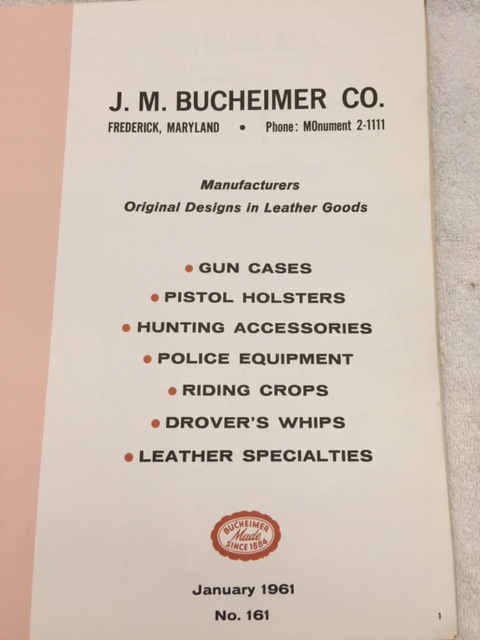 J. M. BUCHEIMER CO.
FREDERICK, MARYLAND • Phone: MOnument 2-1111
Manufacturers
Original Designs in Leather Goods
• GUN CASES
• PISTOL HOLSTERS
• HUNTING ACCESSORIES
• POLICE EQUIPMENT
• RIDING CROPS
• DROVER'S WHIPS
• LEATHER SPECIALTIES
BUCHEIMER
Made
SINCE 1884
January 1961
No. 161
1